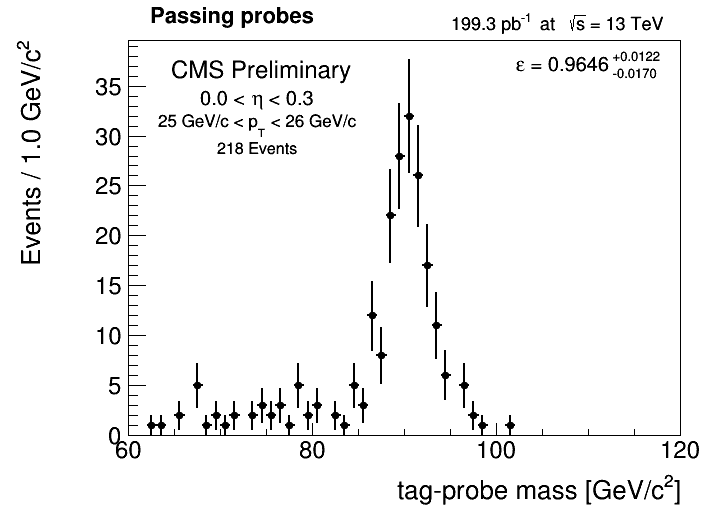 Passing probes
199.3 pb⁻¹ at √s = 13 TeV
CMS Preliminary
ε = 0.9646 +0.0122 -0.0170
0.0 < η < 0.3
25 GeV/c < p_T < 26 GeV/c
218 Events
Events / 1.0 GeV/c²
35
30
25
20
15
10
5
0
60 80 100 120
tag-probe mass [GeV/c²]